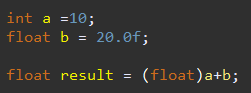 int a =10;
float b = 20.0f;
float result = (float)a+b;